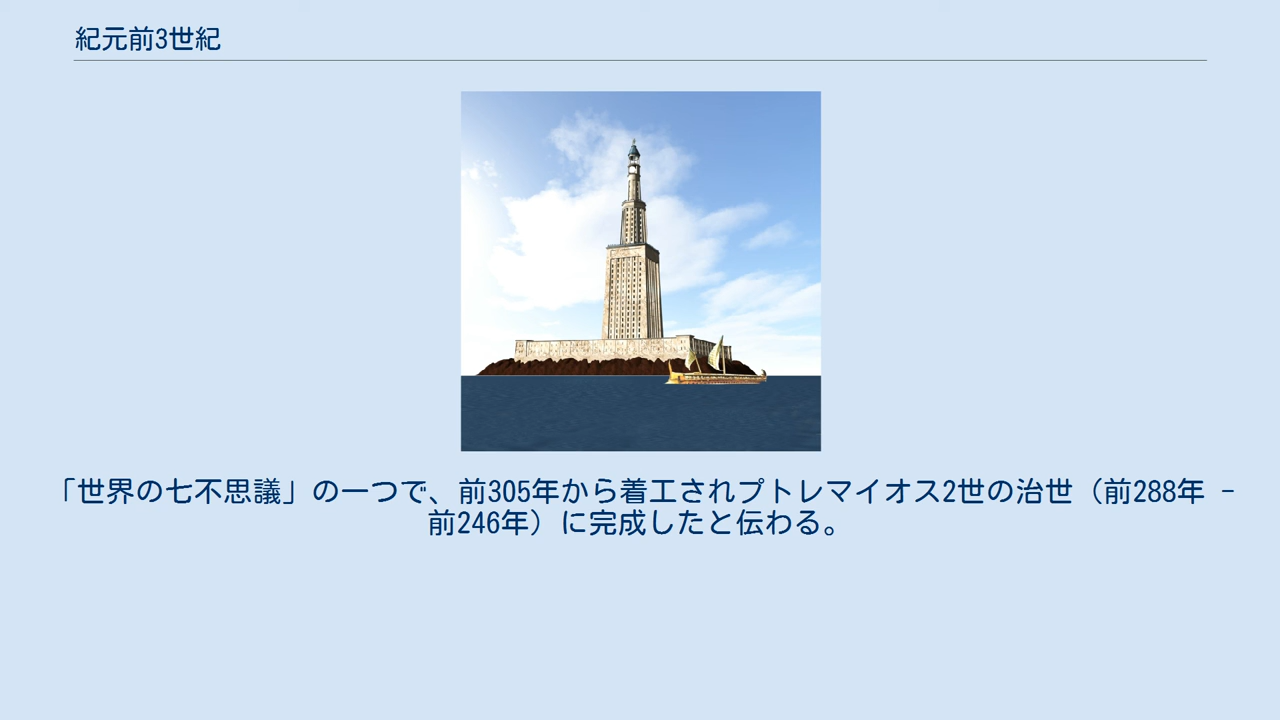 紀元前3世紀
「世界の七不思議」の一つで、前305年から着工されプトレマイオス2世の治世（前288年 -
前246年）に完成したと伝わる。